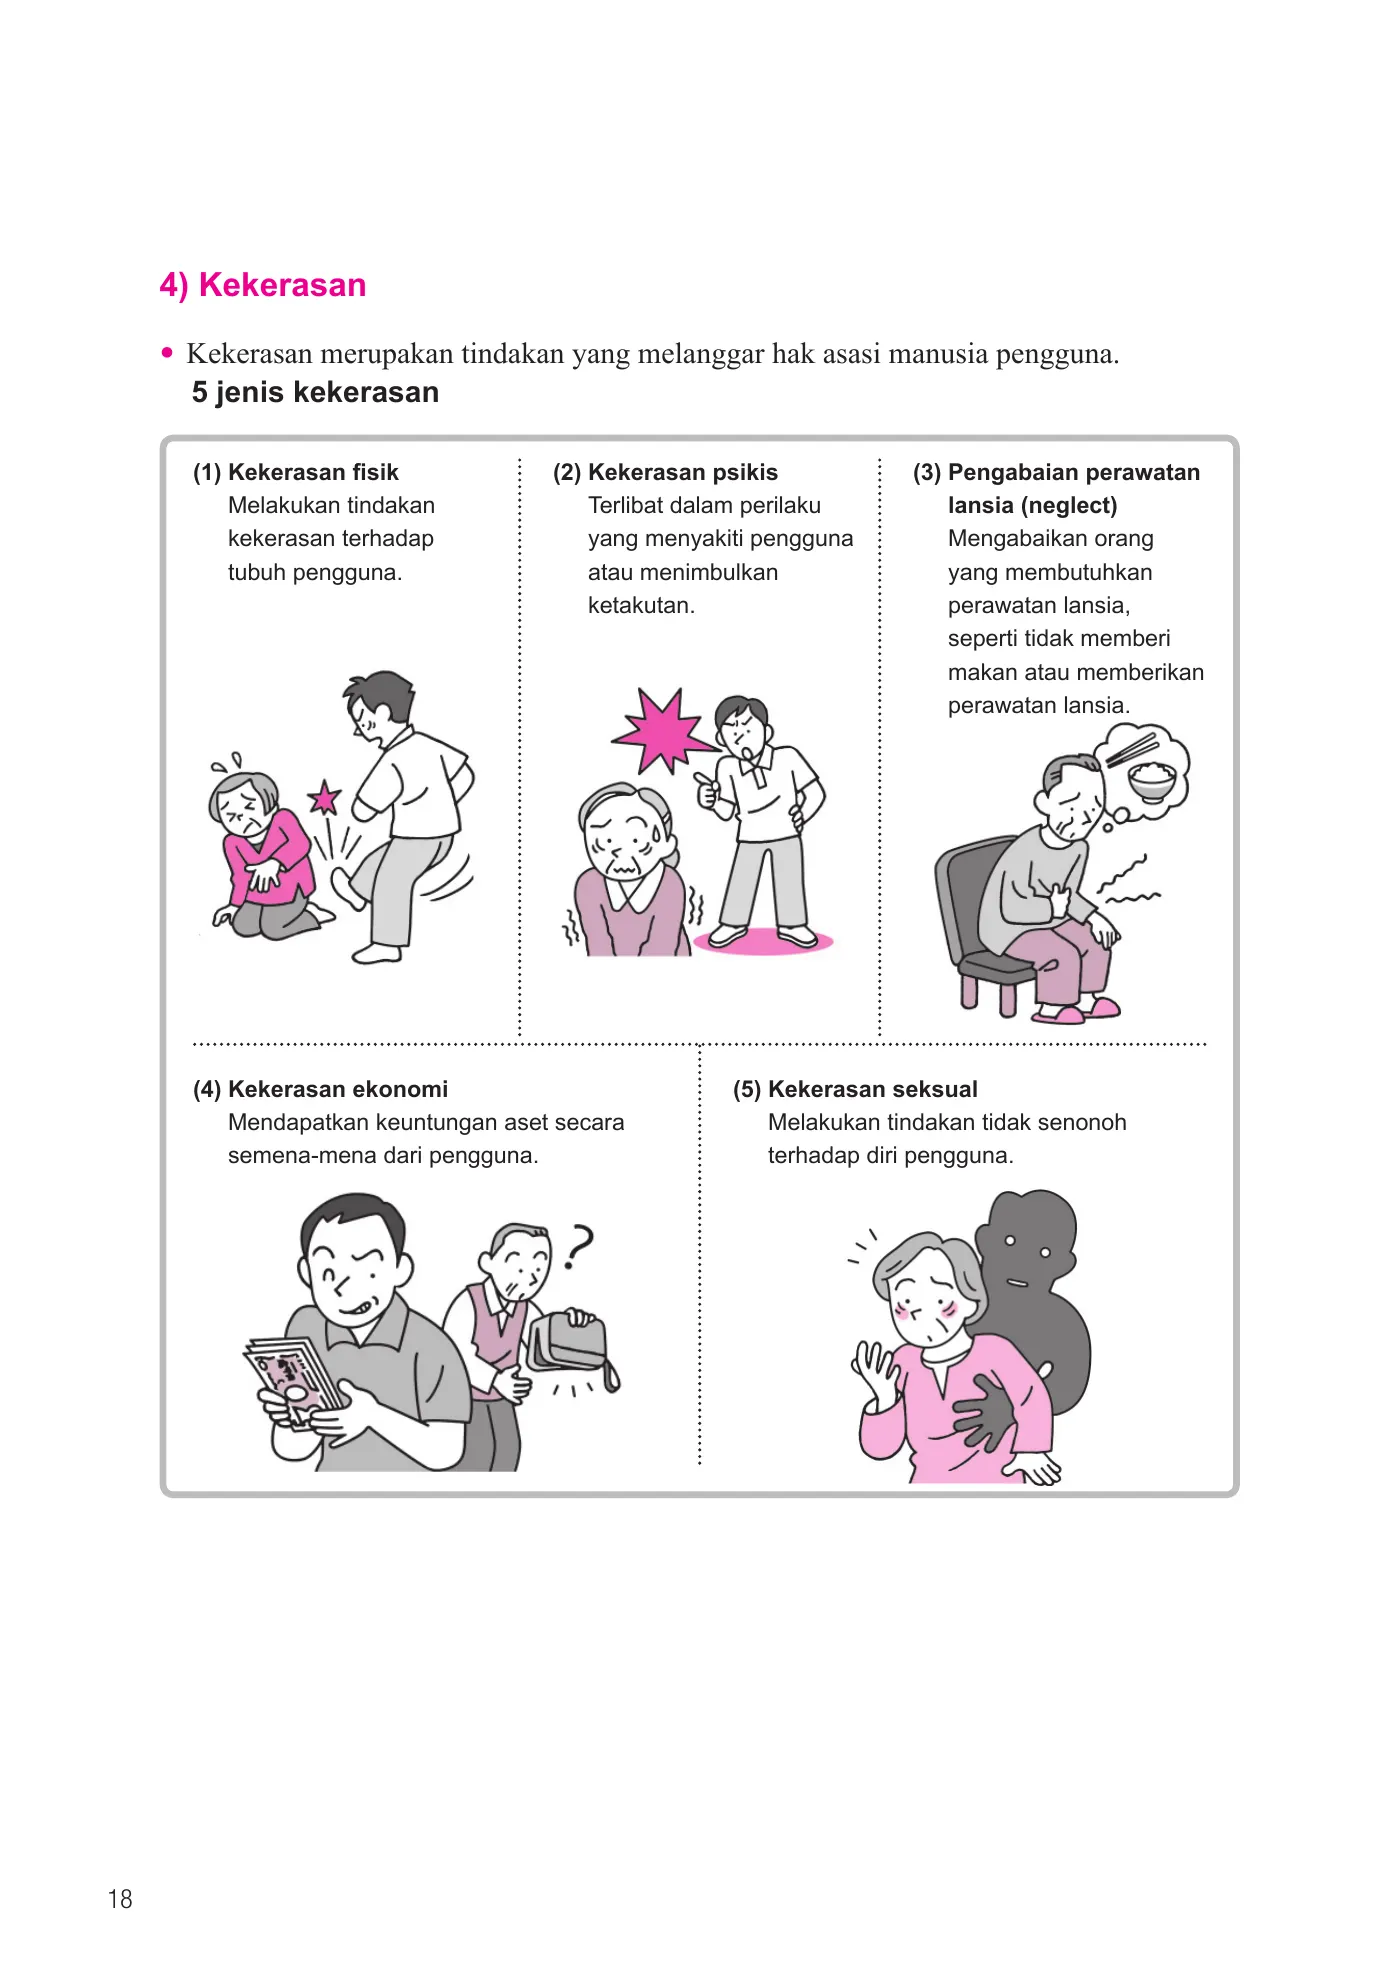 4) Kekerasan
• Kekerasan merupakan tindakan yang melanggar hak asasi manusia pengguna.
5 jenis kekerasan
(1) Kekerasan fisik
Melakukan tindakan
kekerasan terhadap
tubuh pengguna.
(2) Kekerasan psikis
Terlibat dalam perilaku
yang menyakiti pengguna
atau menimbulkan
ketakutan.
(3) Pengabaian perawatan
lansia (neglect)
Mengabaikan orang
yang membutuhkan
perawatan lansia,
seperti tidak memberi
makan atau memberikan
perawatan lansia.
(4) Kekerasan ekonomi
Mendapatkan keuntungan aset secara
semena-mena dari pengguna.
?
(5) Kekerasan seksual
Melakukan tindakan tidak senonoh
terhadap diri pengguna.
18